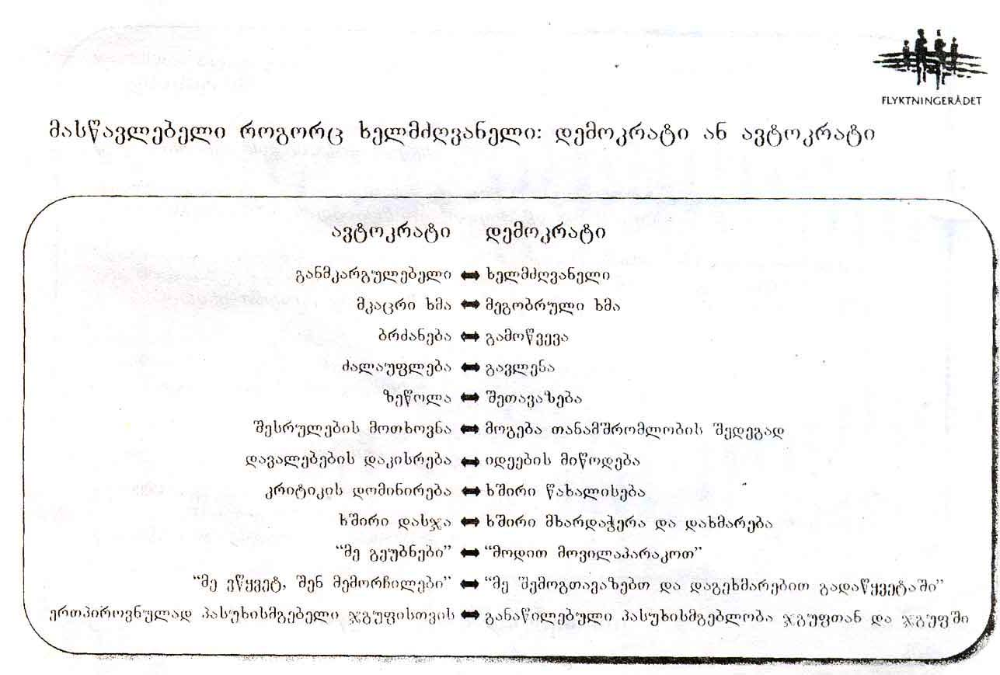 FLYKTNINGERÅDET
მასწავლებელი როგორც ხელმძღვანელი: დემოკრატი ან ავტოკრატი
ავტოკრატი დემოკრატი
განმკარგულებელი ⬌ ხელმძღვანელი
მკაცრი ხმა ⬌ მეგობრული ხმა
ბრძანება ⬌ გამოწვევა
ძალაუფლება ⬌ გავლენა
ზეწოლა ⬌ შეთავაზება
შესრულების მოთხოვნა ⬌ მოგება თანამშრომლობის შედეგად
დავალებების დაკისრება ⬌ იდეების მიწოდება
კრიტიკის დომინირება ⬌ ხშირი წახალისება
ხშირი დასჯა ⬌ ხშირი მხარდაჭერა და დახმარება
“მე გეუბნები” ⬌ “მოდით მოვილაპარაკოთ”
“მე ვწყვეტ, შენ მემორჩილები” ⬌ “მე შემოგთავაზებთ და დაგეხმარებით გადაწყვეტაში”
ერთპიროვნულად პასუხისმგებელი ჯგუფისთვის ⬌ განაწილებული პასუხისმგებლობა ჯგუფთან და ჯგუფში